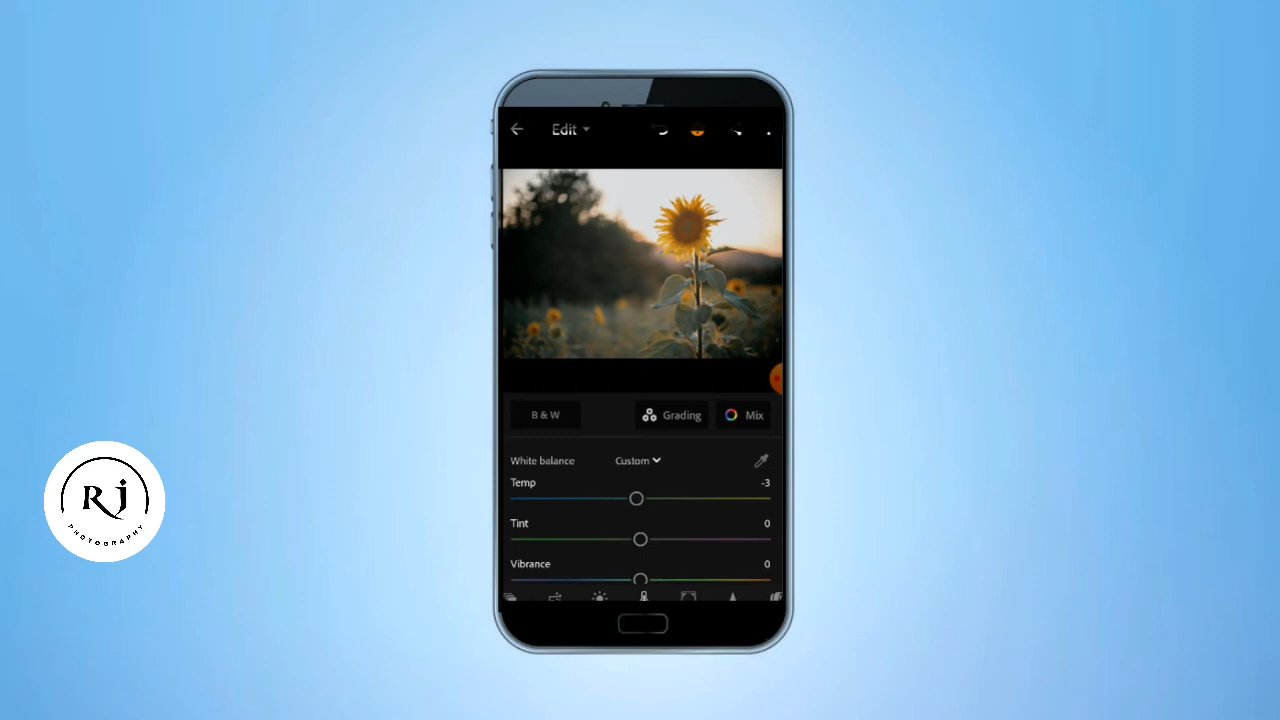 Edit
B & W
Grading
Mix
White balance
Custom
Temp
-3
Tint
0
Vibrance
0
RJ
PHOTOGRAPHY